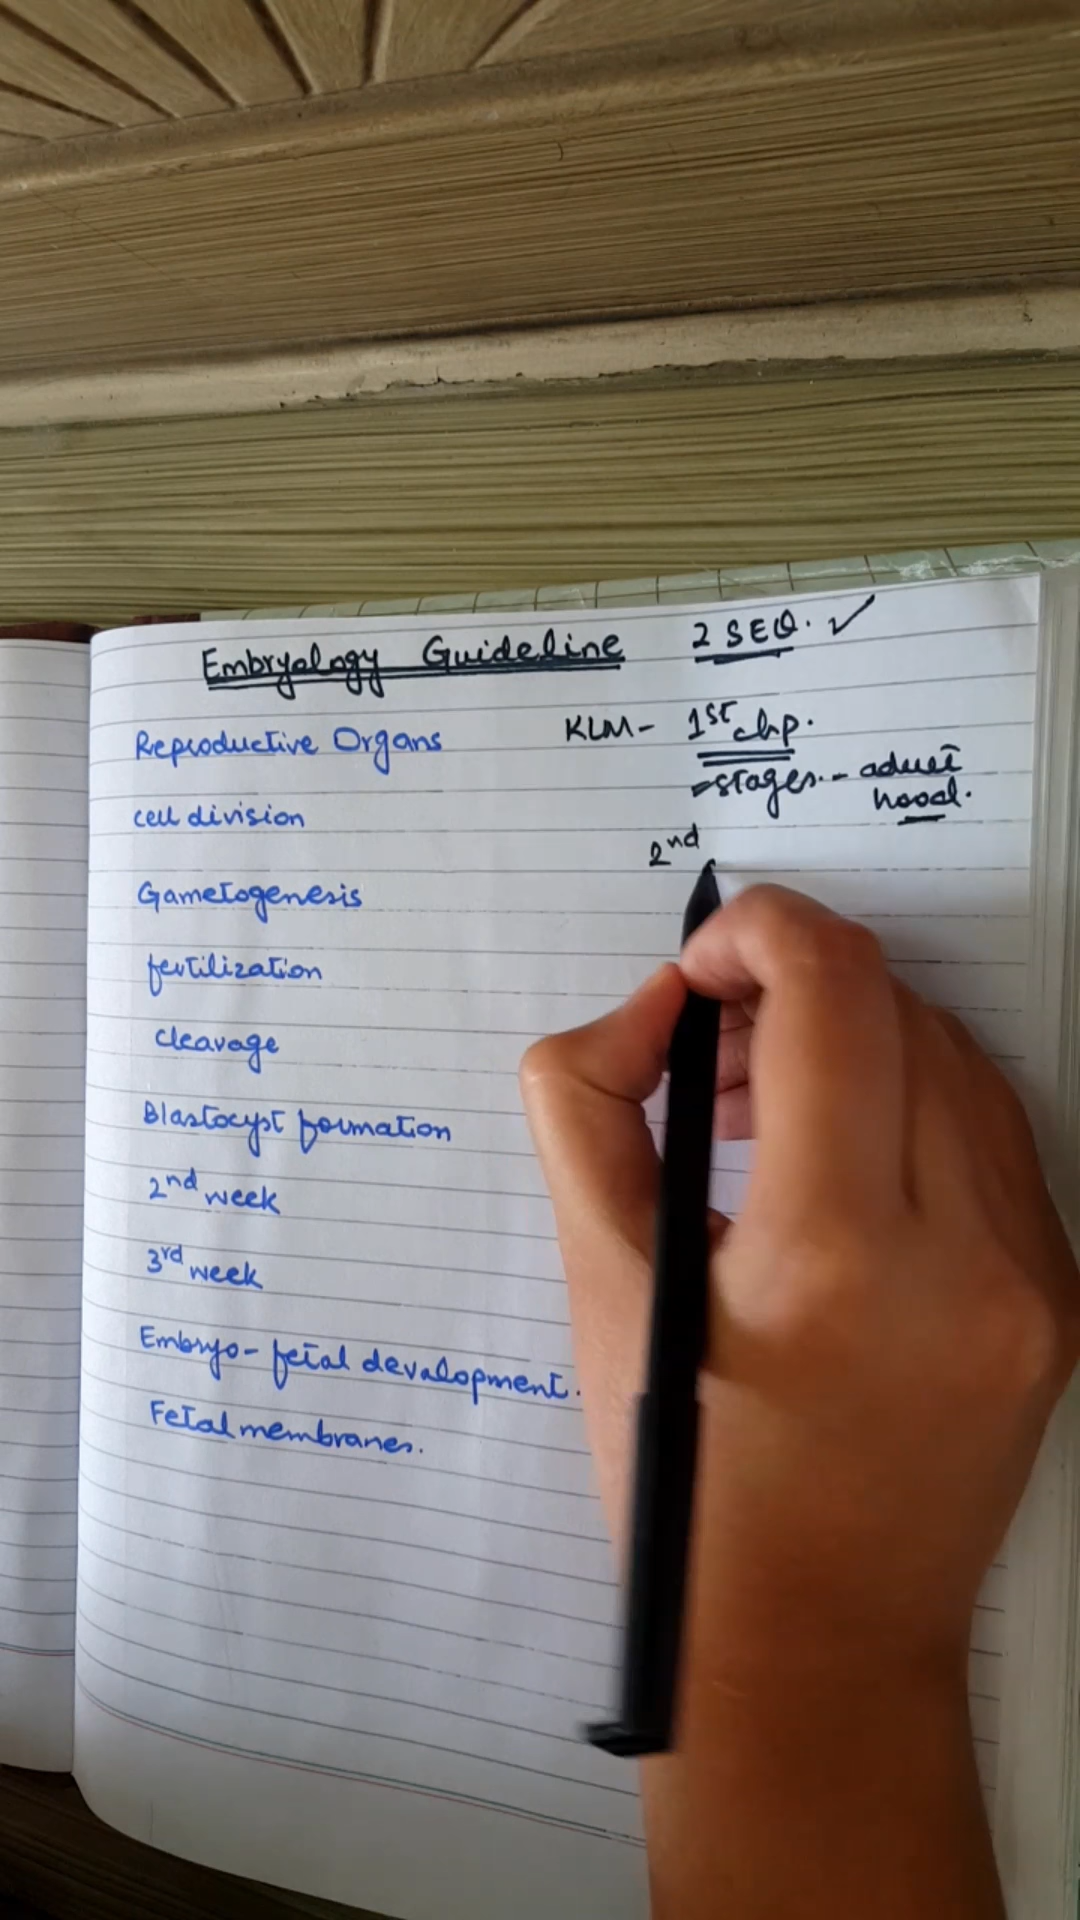 Embryology Guideline 2 SEQ. ✓
Reproductive Organs KLM- 1ST chp.
-stages.- adult
hood.
cell division
2nd
Gametogenesis
fertilization
cleavage
Blastocyst formation
2nd week
3rd week
Embryo-fetal devalopment.
Fetal membranes.